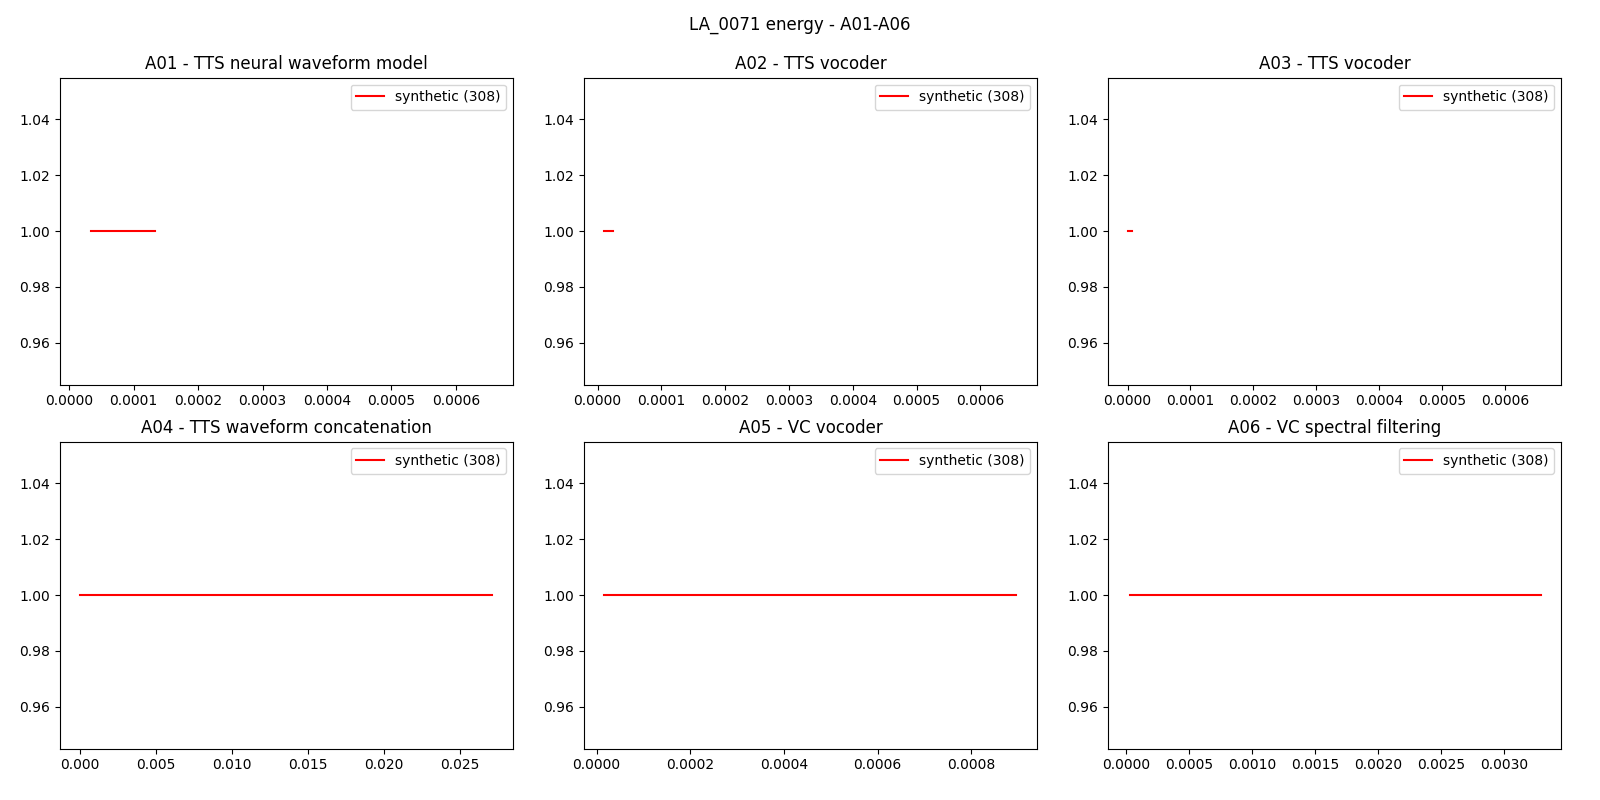 LA_0071 energy - A01-A06
A01 - TTS neural waveform model
synthetic (308)
1.04
1.02
1.00
0.98
0.96
0.0000 0.0001 0.0002 0.0003 0.0004 0.0005 0.0006
A02 - TTS vocoder
synthetic (308)
1.04
1.02
1.00
0.98
0.96
0.0000 0.0001 0.0002 0.0003 0.0004 0.0005 0.0006
A03 - TTS vocoder
synthetic (308)
1.04
1.02
1.00
0.98
0.96
0.0000 0.0001 0.0002 0.0003 0.0004 0.0005 0.0006
A04 - TTS waveform concatenation
synthetic (308)
1.04
1.02
1.00
0.98
0.96
0.000 0.005 0.010 0.015 0.020 0.025
A05 - VC vocoder
synthetic (308)
1.04
1.02
1.00
0.98
0.96
0.0000 0.0002 0.0004 0.0006 0.0008
A06 - VC spectral filtering
synthetic (308)
1.04
1.02
1.00
0.98
0.96
0.0000 0.0005 0.0010 0.0015 0.0020 0.0025 0.0030